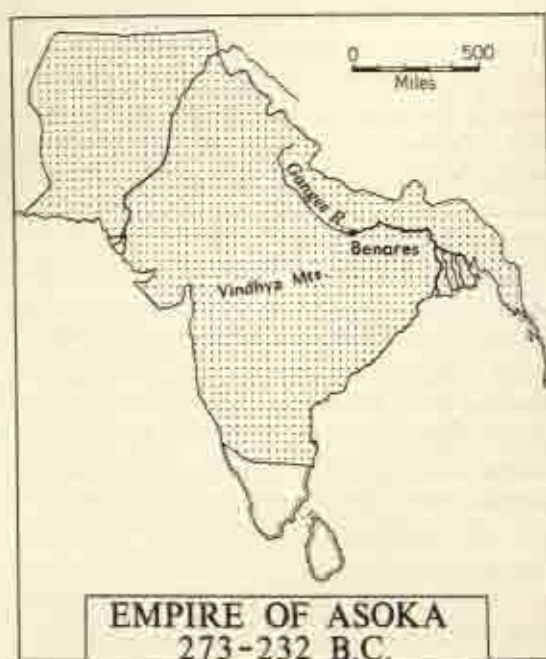 0 500
Miles
Ganges R.
Benares
Vindhya Mts.
EMPIRE OF ASOKA
273-232 B.C.